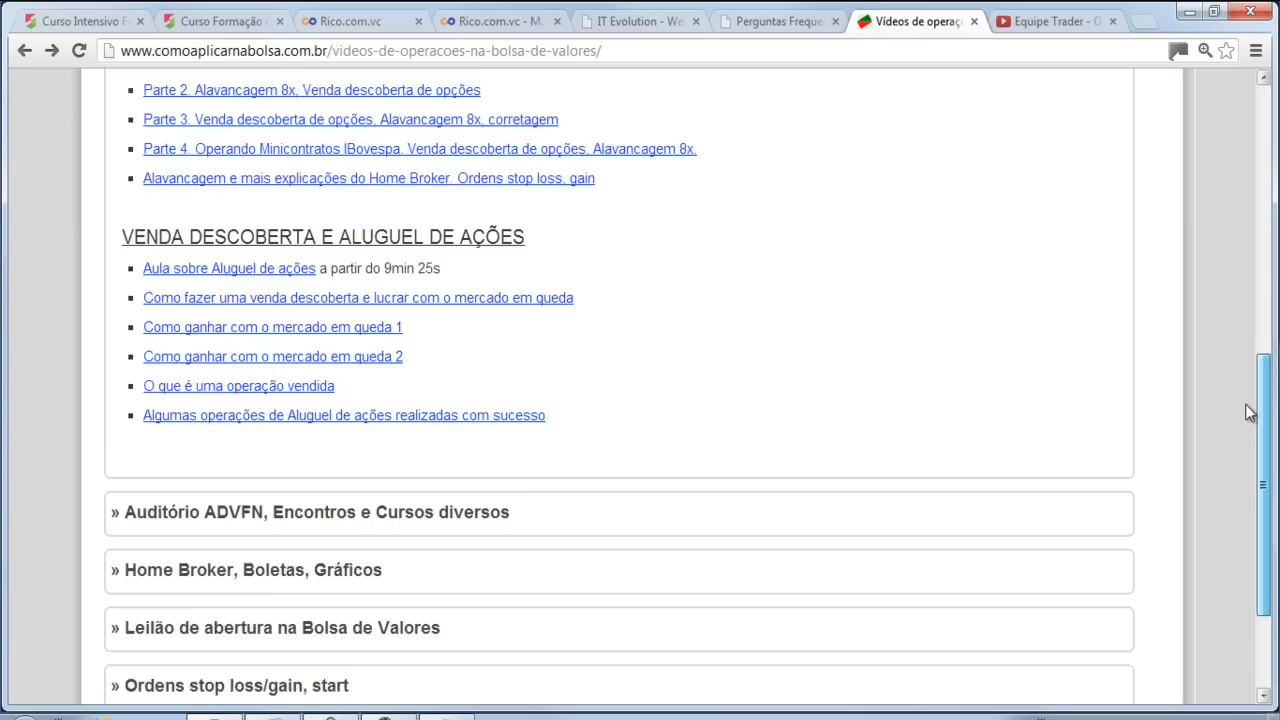 Curso Intensivo F
Curso Formação
Rico.com.vc
Rico.com.vc - M
IT Evolution - We
Perguntas Freque
Vídeos de operaç
Equipe Trader - O
www.comoaplicarnabolsa.com.br/videos-de-operacoes-na-bolsa-de-valores/
Parte 2. Alavancagem 8x, Venda descoberta de opções
Parte 3. Venda descoberta de opções, Alavancagem 8x, corretagem
Parte 4. Operando Minicontratos IBovespa. Venda descoberta de opções, Alavancagem 8x.
Alavancagem e mais explicações do Home Broker. Ordens stop loss, gain
VENDA DESCOBERTA E ALUGUEL DE AÇÕES
Aula sobre Aluguel de ações a partir do 9min 25s
Como fazer uma venda descoberta e lucrar com o mercado em queda
Como ganhar com o mercado em queda 1
Como ganhar com o mercado em queda 2
O que é uma operação vendida
Algumas operações de Aluguel de ações realizadas com sucesso
» Auditório ADVFN, Encontros e Cursos diversos
» Home Broker, Boletas, Gráficos
» Leilão de abertura na Bolsa de Valores
» Ordens stop loss/gain, start